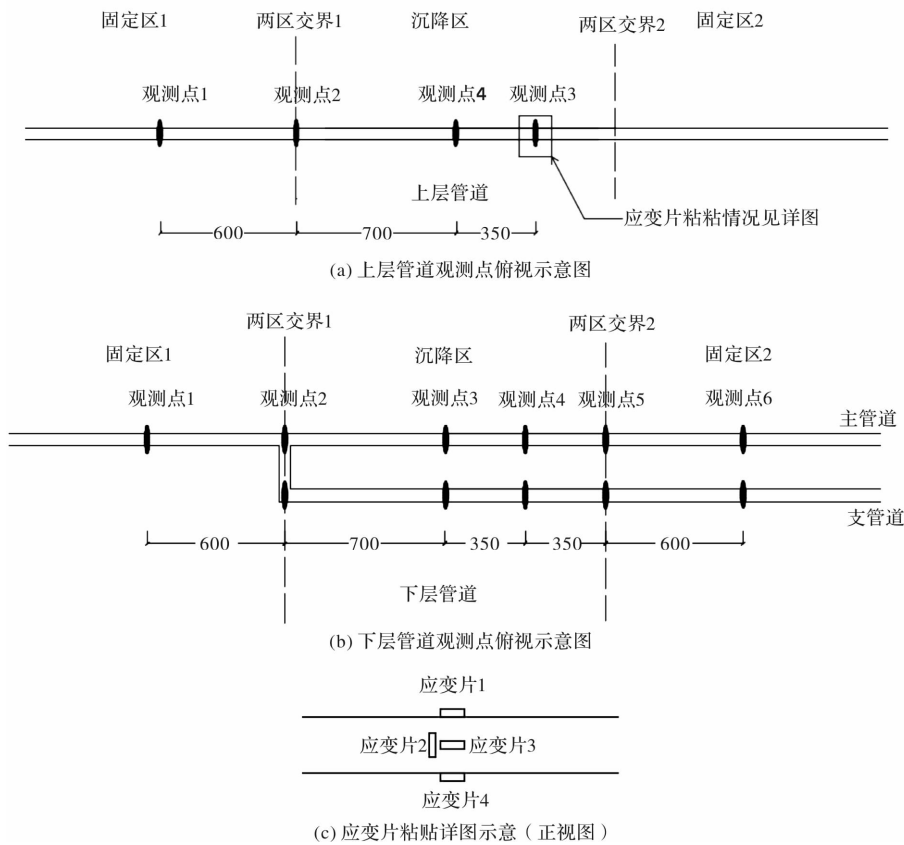 固定区1 两区交界1 沉降区 两区交界2 固定区2
观测点1 观测点2 观测点4 观测点3
上层管道
应变片粘粘情况见详图
600 700 350
(a) 上层管道观测点俯视示意图
两区交界1 两区交界2
固定区1 沉降区 固定区2
观测点1 观测点2 观测点3 观测点4 观测点5 观测点6
主管道
支管道
600 700 350 350 600
下层管道
(b) 下层管道观测点俯视示意图
应变片1
应变片2 应变片3
应变片4
(c) 应变片粘贴详图示意（正视图）